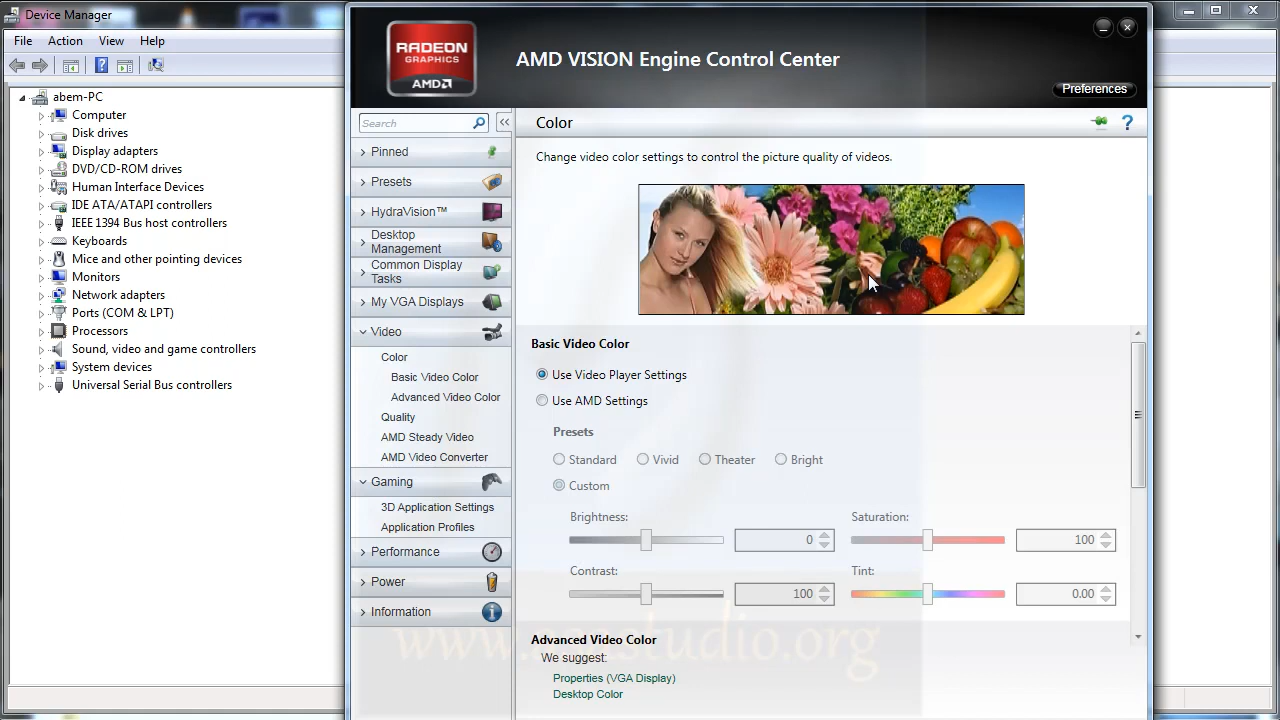 Device Manager
File Action View Help
abem-PC
Computer
Disk drives
Display adapters
DVD/CD-ROM drives
Human Interface Devices
IDE ATA/ATAPI controllers
IEEE 1394 Bus host controllers
Keyboards
Mice and other pointing devices
Monitors
Network adapters
Ports (COM & LPT)
Processors
Sound, video and game controllers
System devices
Universal Serial Bus controllers
RADEON
GRAPHICS
AMD
AMD VISION Engine Control Center
Preferences
Search
Pinned
Presets
HydraVision™
Desktop
Management
Common Display
Tasks
My VGA Displays
Video
Color
Basic Video Color
Advanced Video Color
Quality
AMD Steady Video
AMD Video Converter
Gaming
3D Application Settings
Application Profiles
Performance
Power
Information
Color
Change video color settings to control the picture quality of videos.
Basic Video Color
Use Video Player Settings
Use AMD Settings
Presets
Standard Vivid Theater Bright
Custom
Brightness: Saturation:
0 100
Contrast: Tint:
100 0.00
Advanced Video Color
We suggest:
Properties (VGA Display)
Desktop Color